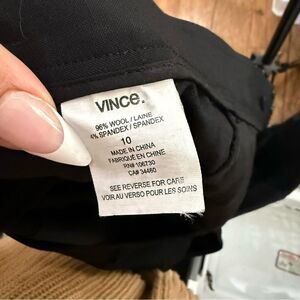 VINCE.
96% WOOL / LAINE
4% SPANDEX / SPANDEX
10
MADE IN CHINA
FABRIQUÉ EN CHINE
RN# 106730
CA# 34460
SEE REVERSE FOR CARE
VOIR AU VERSO POUR LES SOINS